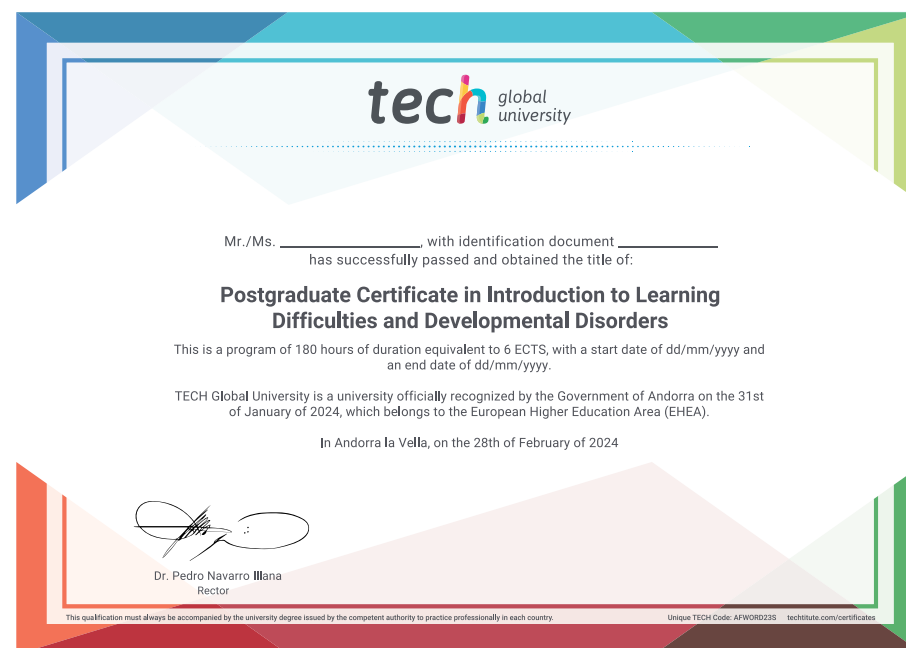 tech global university
Mr./Ms. ____________________, with identification document ______________
has successfully passed and obtained the title of:
Postgraduate Certificate in Introduction to Learning
Difficulties and Developmental Disorders
This is a program of 180 hours of duration equivalent to 6 ECTS, with a start date of dd/mm/yyyy and
an end date of dd/mm/yyyy.
TECH Global University is a university officially recognized by the Government of Andorra on the 31st
of January of 2024, which belongs to the European Higher Education Area (EHEA).
In Andorra la Vella, on the 28th of February of 2024
Dr. Pedro Navarro Illana
Rector
This qualification must always be accompanied by the university degree issued by the competent authority to practice professionally in each country.
Unique TECH Code: AFWORD23S techtitute.com/certificates